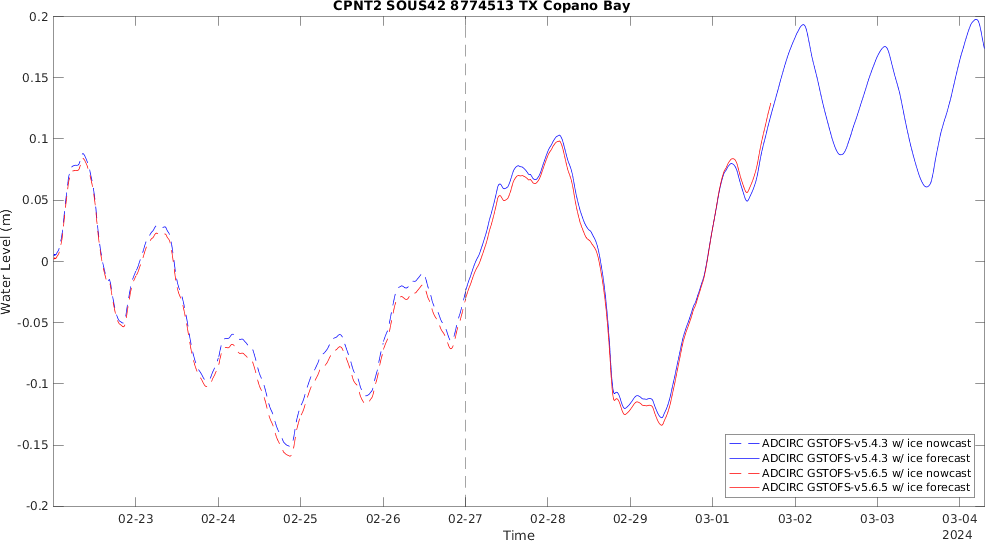 CPNT2 SOUS42 8774513 TX Copano Bay
0.2
0.15
0.1
0.05
0
-0.05
-0.1
-0.15
-0.2
Water Level (m)
02-23 02-24 02-25 02-26 02-27 02-28 02-29 03-01 03-02 03-03 03-04
2024
Time
ADCIRC GSTOFS-v5.4.3 w/ ice nowcast
ADCIRC GSTOFS-v5.4.3 w/ ice forecast
ADCIRC GSTOFS-v5.6.5 w/ ice nowcast
ADCIRC GSTOFS-v5.6.5 w/ ice forecast